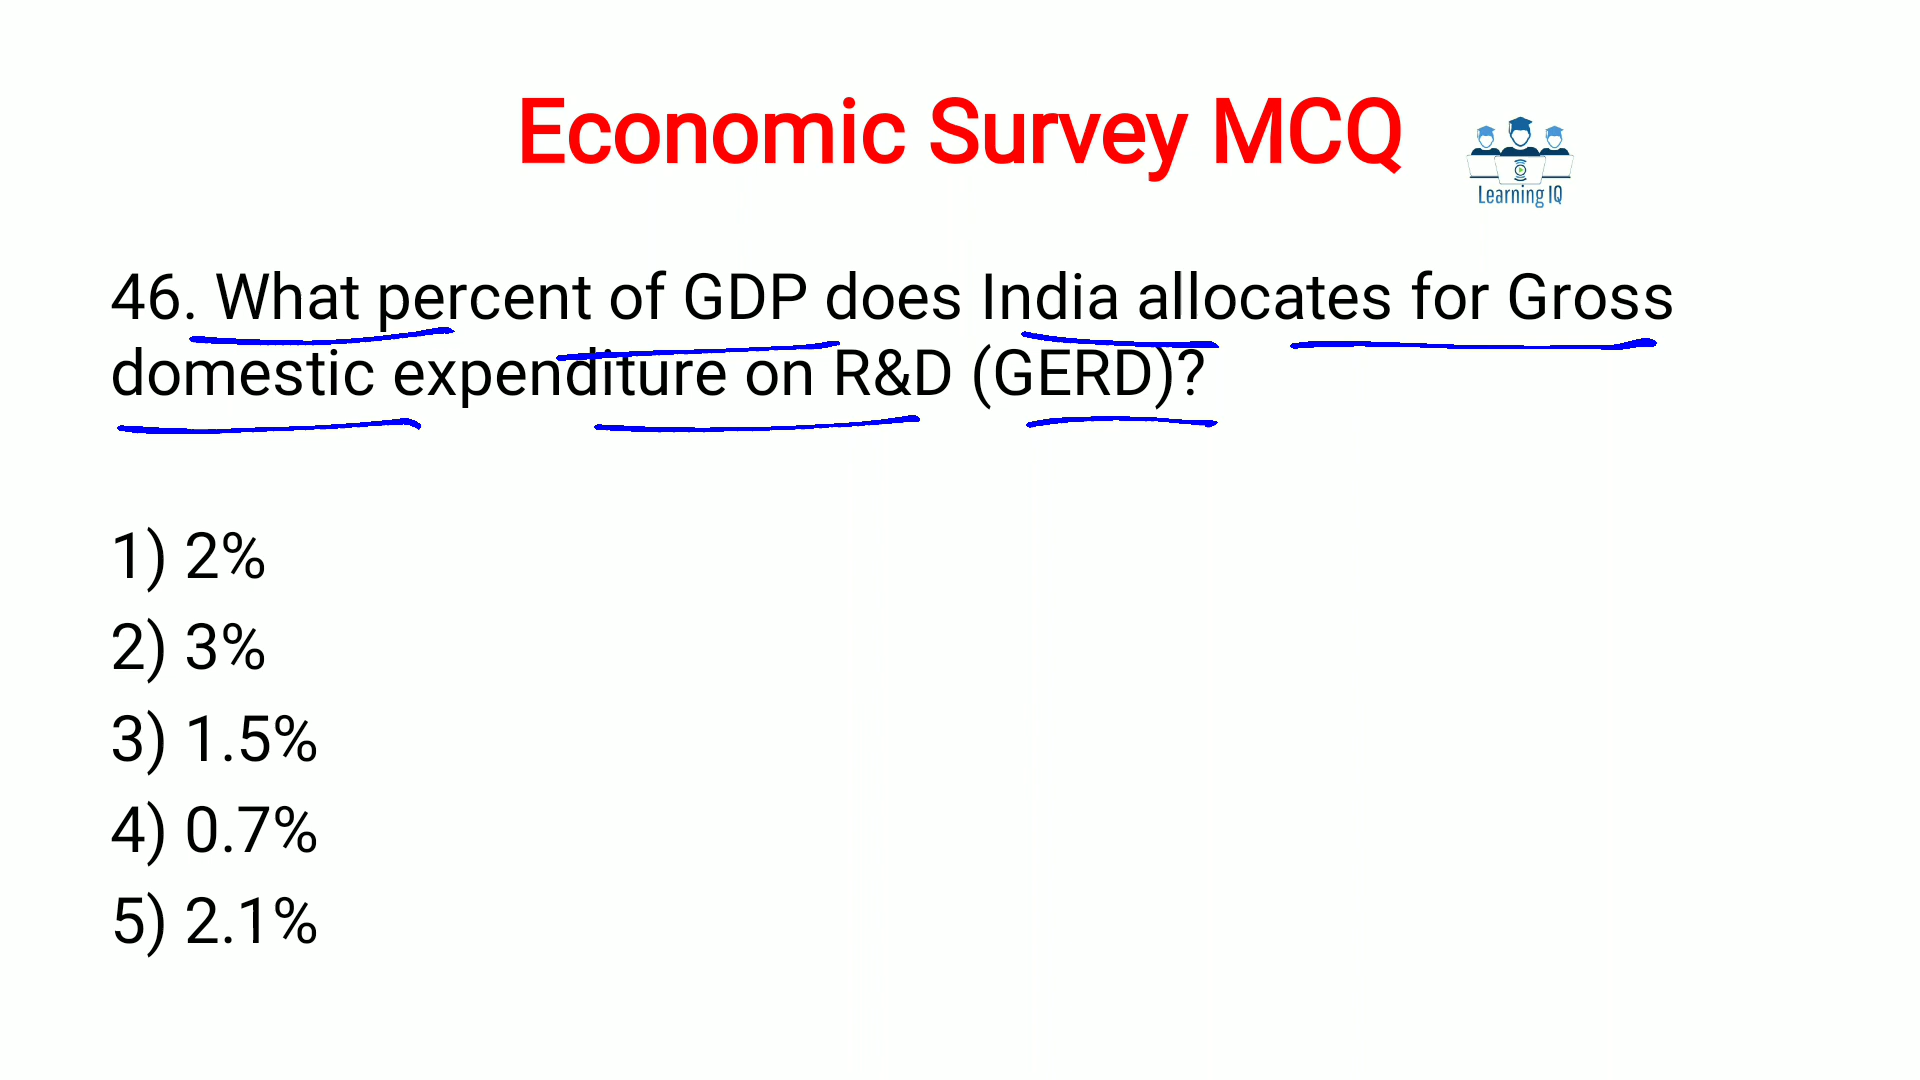 Economic Survey MCQ
Learning IQ
46. What percent of GDP does India allocates for Gross
domestic expenditure on R&D (GERD)?
1) 2%
2) 3%
3) 1.5%
4) 0.7%
5) 2.1%